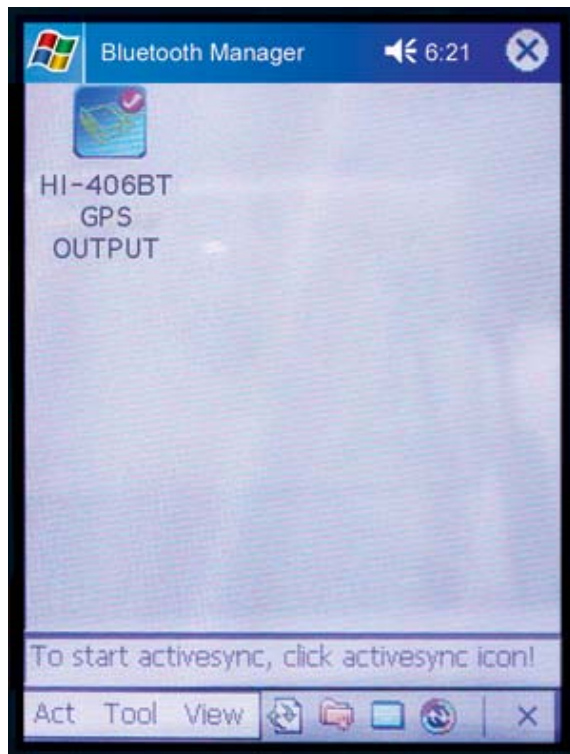 Bluetooth Manager 6:21
HI-406BT
GPS
OUTPUT
To start activesync, click activesync icon!
Act Tool View